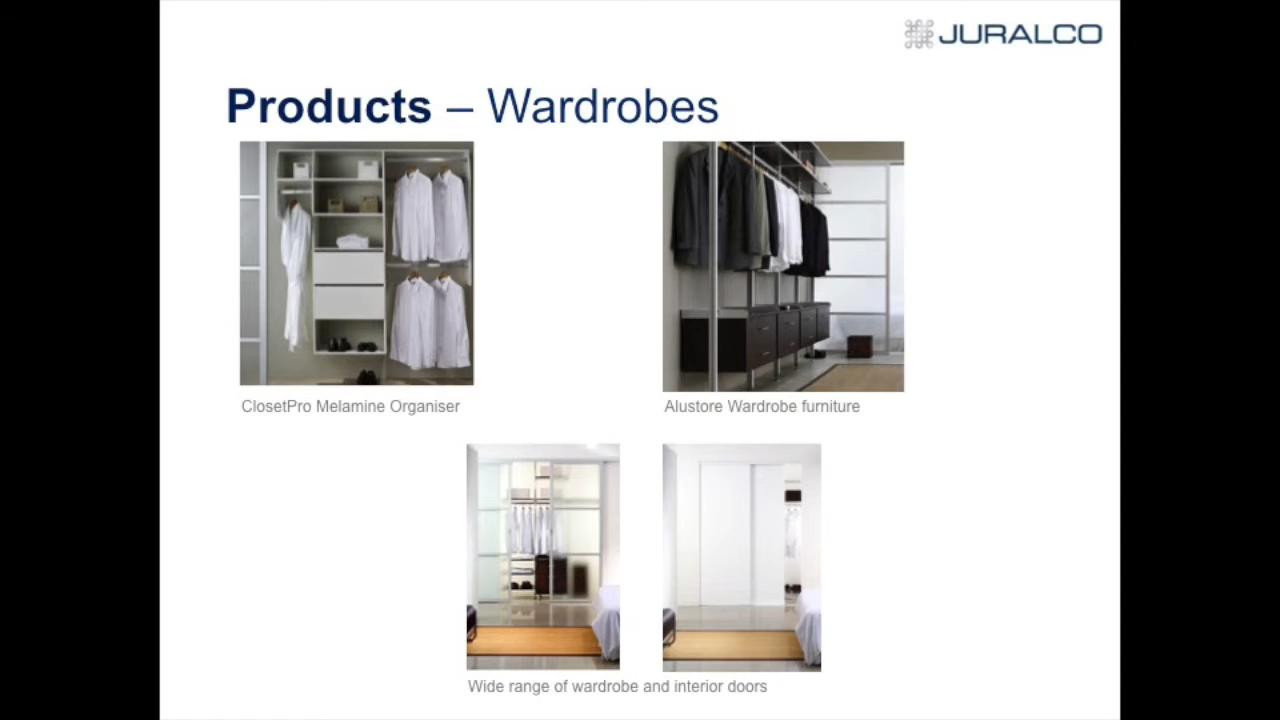 JURALCO
Products – Wardrobes
ClosetPro Melamine Organiser
Alustore Wardrobe furniture
Wide range of wardrobe and interior doors